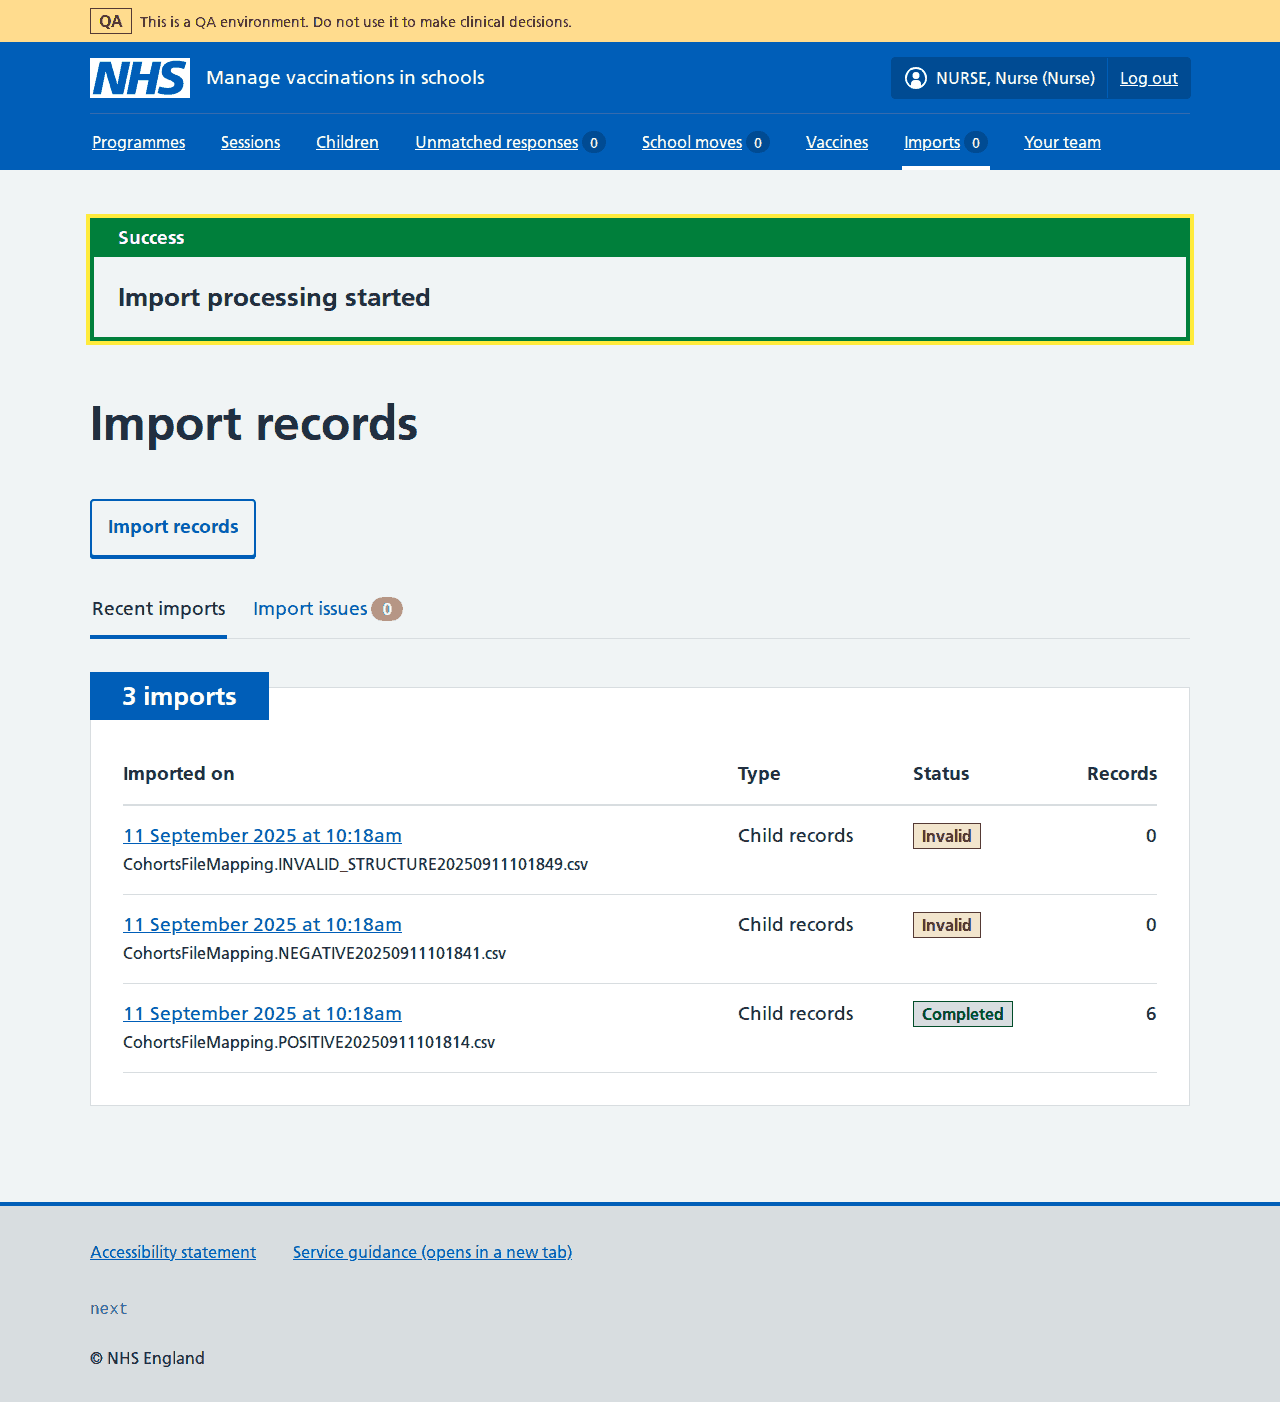 QA This is a QA environment. Do not use it to make clinical decisions.
NHS Manage vaccinations in schools NURSE, Nurse (Nurse) Log out
Programmes Sessions Children Unmatched responses 0 School moves 0 Vaccines Imports 0 Your team
Success
Import processing started
Import records
Import records
Recent imports Import issues 0
3 imports
Imported on Type Status Records
11 September 2025 at 10:18am Child records Invalid 0
CohortsFileMapping.INVALID_STRUCTURE20250911101849.csv
11 September 2025 at 10:18am Child records Invalid 0
CohortsFileMapping.NEGATIVE20250911101841.csv
11 September 2025 at 10:18am Child records Completed 6
CohortsFileMapping.POSITIVE20250911101814.csv
Accessibility statement Service guidance (opens in a new tab)
next
© NHS England